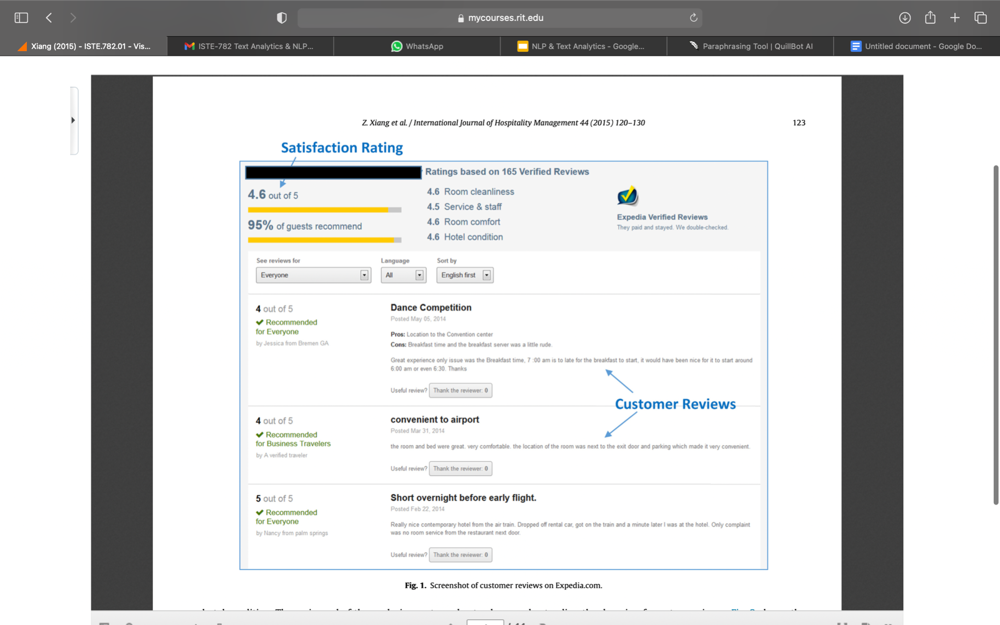 mycourses.rit.edu
Xiang (2015) - ISTE.782.01 - Vis...
ISTE-782 Text Analytics & NLP...
WhatsApp
NLP & Text Analytics - Google...
Paraphrasing Tool | QuillBot AI
Untitled document - Google Do...
Z. Xiang et al. / International Journal of Hospitality Management 44 (2015) 120–130
123
Satisfaction Rating
Ratings based on 165 Verified Reviews
4.6 out of 5
95% of guests recommend
4.6 Room cleanliness
4.5 Service & staff
4.6 Room comfort
4.6 Hotel condition
Expedia Verified Reviews
They paid and stayed. We double-checked.
See reviews for
Everyone
Language
All
Sort by
English first
4 out of 5
Recommended
for Everyone
by Jessica from Bremen GA
Dance Competition
Posted May 05, 2014
Pros: Location to the Convention center
Cons: Breakfast time and the breakfast server was a little rude.
Great experience only issue was the Breakfast time, 7 :00 am is to late for the breakfast to start, it would have been nice for it to start around
6:00 am or even 6:30. Thanks
Useful review? Thank the reviewer: 0
Customer Reviews
4 out of 5
Recommended
for Business Travelers
by A verified traveler
convenient to airport
Posted Mar 31, 2014
the room and bed were great. very comfortable. the location of the room was next to the exit door and parking which made it very convenient.
Useful review? Thank the reviewer: 0
5 out of 5
Recommended
for Everyone
by Nancy from palm springs
Short overnight before early flight.
Posted Feb 22, 2014
Really nice contemporary hotel from the air train. Dropped off rental car, got on the train and a minute later I was at the hotel. Only complaint
was no room service from the restaurant next door.
Useful review? Thank the reviewer: 0
Fig. 1. Screenshot of customer reviews on Expedia.com.